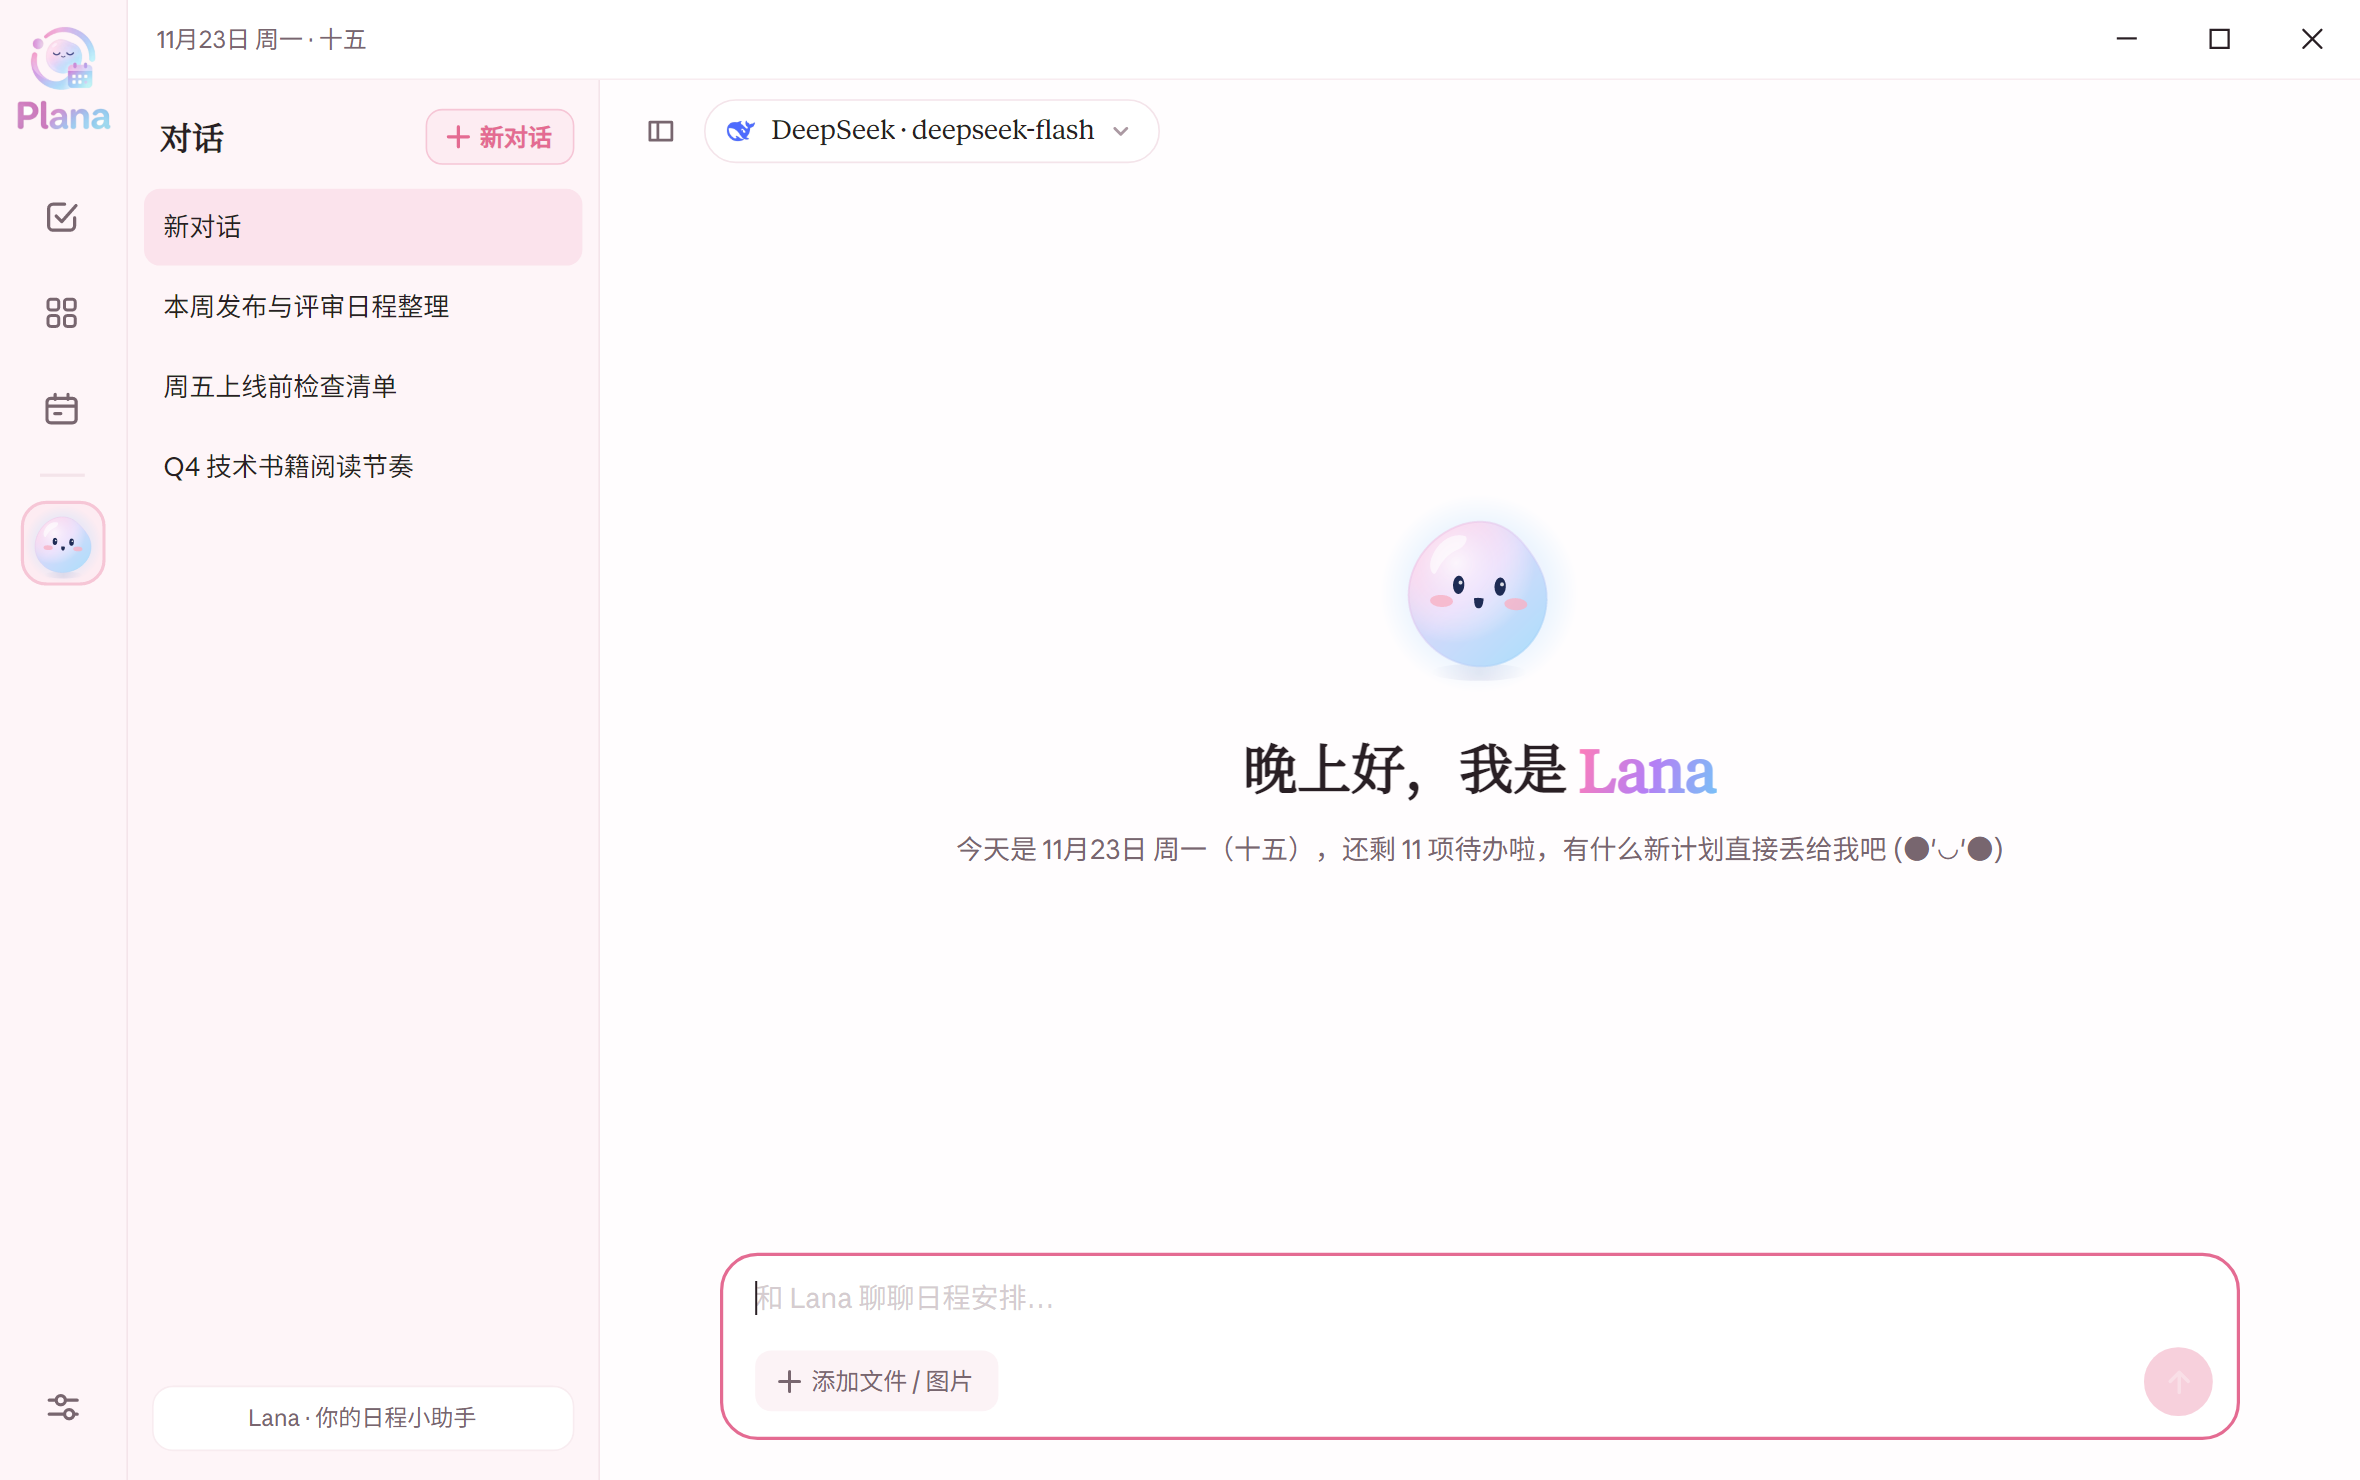 Plana
11月23日 周一 · 十五
对话
新对话
新对话
本周发布与评审日程整理
周五上线前检查清单
Q4 技术书籍阅读节奏
Lana · 你的日程小助手
DeepSeek · deepseek-flash
晚上好，我是 Lana
今天是 11月23日 周一（十五），还剩 11 项待办啦，有什么新计划直接丢给我吧 (●'◡'●)
和 Lana 聊聊日程安排...
添加文件 / 图片